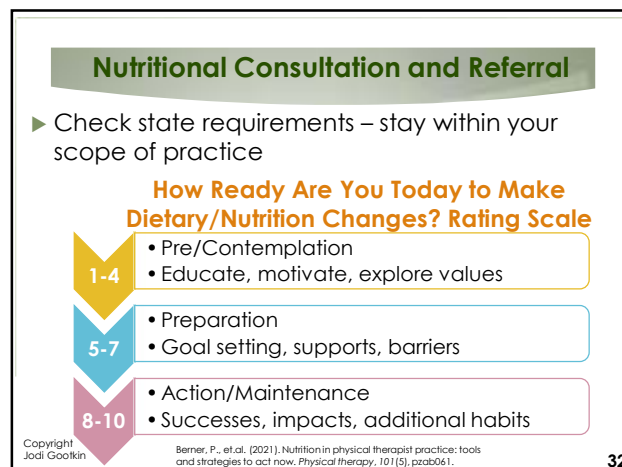 Nutritional Consultation and Referral
▶ Check state requirements – stay within your
scope of practice
How Ready Are You Today to Make
Dietary/Nutrition Changes? Rating Scale
1-4
• Pre/Contemplation
• Educate, motivate, explore values
5-7
• Preparation
• Goal setting, supports, barriers
8-10
• Action/Maintenance
• Successes, impacts, additional habits
Copyright
Jodi Gootkin
Berner, P., et.al. (2021). Nutrition in physical therapist practice: tools
and strategies to act now. Physical therapy, 101(5), pzab061.
32